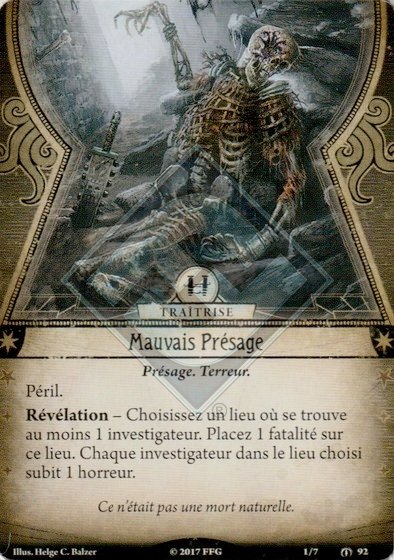 TRAÎTRISE
Mauvais Présage
Présage. Terreur.
Péril.
Révélation – Choisissez un lieu où se trouve
au moins 1 investigateur. Placez 1 fatalité sur
ce lieu. Chaque investigateur dans le lieu choisi
subit 1 horreur.
Ce n'était pas une mort naturelle.
Illus. Helge C. Balzer © 2017 FFG 1/7 92